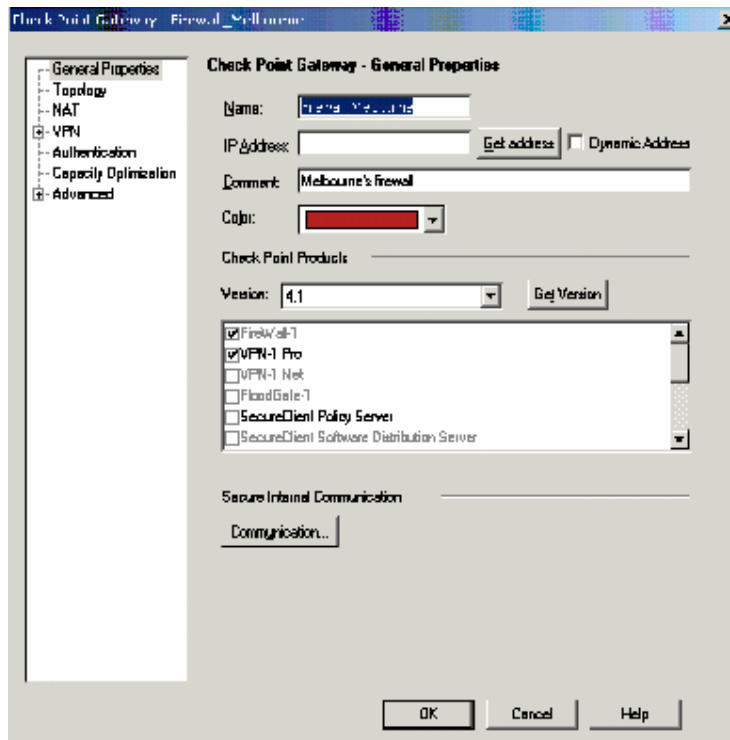 Check Point Gateway - Firewall_Melbourne
General Properties
Topology
NAT
VPN
Authentication
Capacity Optimization
Advanced
Check Point Gateway - General Properties
Name: Firewall_Melbourne
IP Address: Get address Dynamic Address
Comment: Melbourne's firewall
Color:
Check Point Products
Version: 4.1 Get Version
FireWall-1
VPN-1 Pro
VPN-1 Net
FloodGate-1
SecureClient Policy Server
SecureClient Software Distribution Server
Secure Internal Communication
Communication...
OK Cancel Help